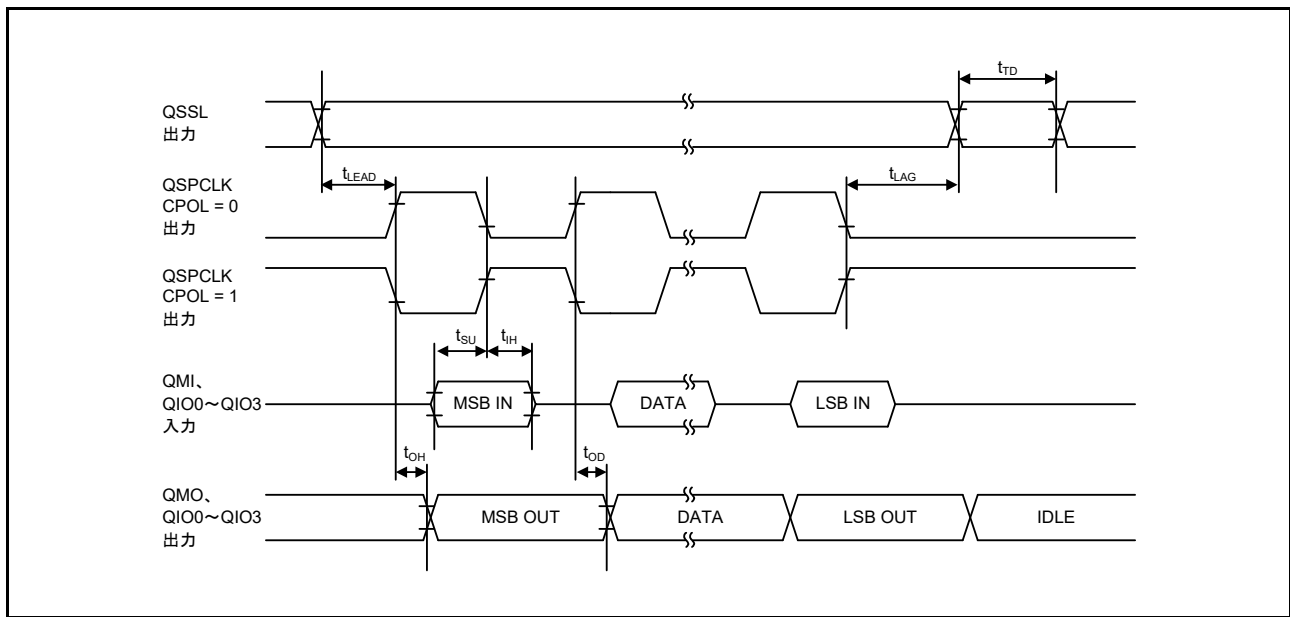 tTD
QSSL
出力
tLEAD
tLAG
QSPCLK
CPOL = 0
出力
QSPCLK
CPOL = 1
出力
tSU
tIH
QMI、
QIO0～QIO3
入力
MSB IN
DATA
LSB IN
tOH
tOD
QMO、
QIO0～QIO3
出力
MSB OUT
DATA
LSB OUT
IDLE